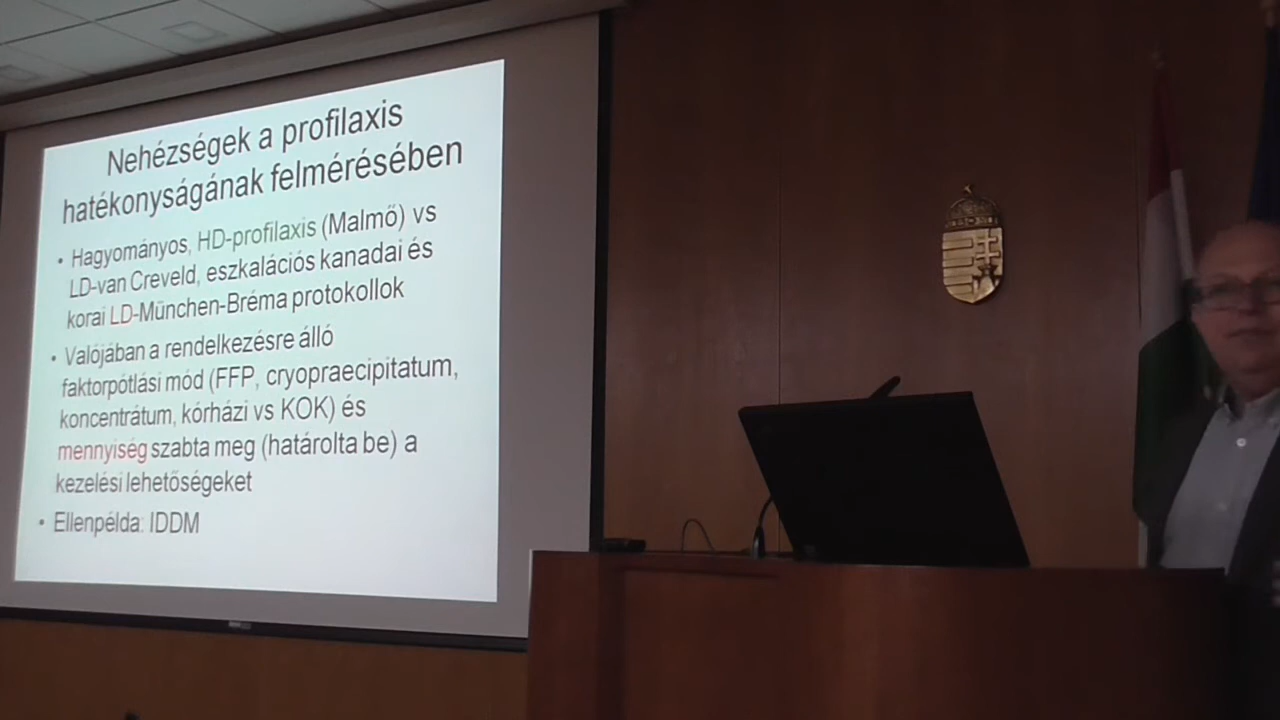 Nehézségek a profilaxis
hatékonyságának felmérésében
• Hagyományos, HD-profilaxis (Malmő) vs
LD-van Creveld, eszkalációs kanadai és
korai LD-München-Bréma protokollok
• Valójában a rendelkezésre álló
faktorpótlási mód (FFP, cryopraecipitatum,
koncentrátum, kórházi vs KOK) és
mennyiség szabta meg (határolta be) a
kezelési lehetőségeket
• Ellenpélda: IDDM